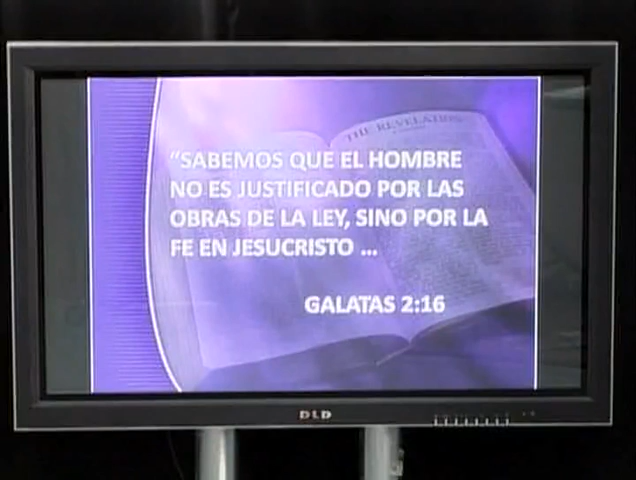 THE REVELATION
"SABEMOS QUE EL HOMBRE
NO ES JUSTIFICADO POR LAS
OBRAS DE LA LEY, SINO POR LA
FE EN JESUCRISTO ...
GALATAS 2:16
DLD